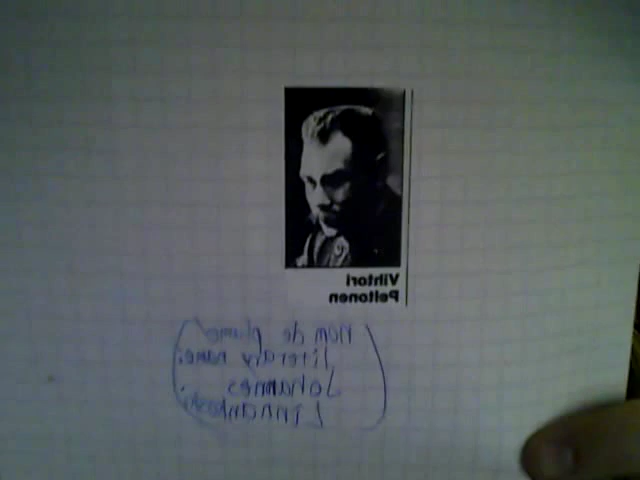 Vihtori
Peltonen
(Nom de plume/
literary name:
Johannes
Linnankoski)